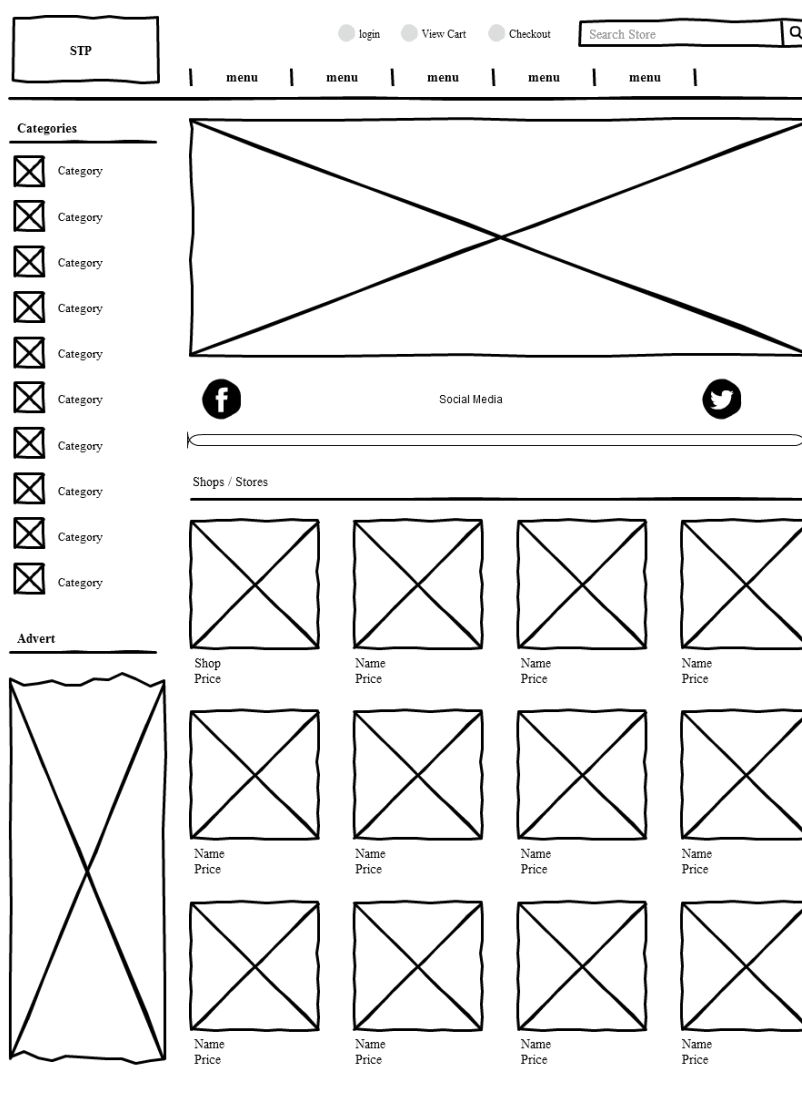 STP
login
View Cart
Checkout
Search Store
menu
menu
menu
menu
menu
Categories
Category
Category
Category
Category
Category
Category
Category
Category
Category
Category
Advert
Social Media
Shops / Stores
Shop
Price
Name
Price
Name
Price
Name
Price
Name
Price
Name
Price
Name
Price
Name
Price
Name
Price
Name
Price
Name
Price
Name
Price